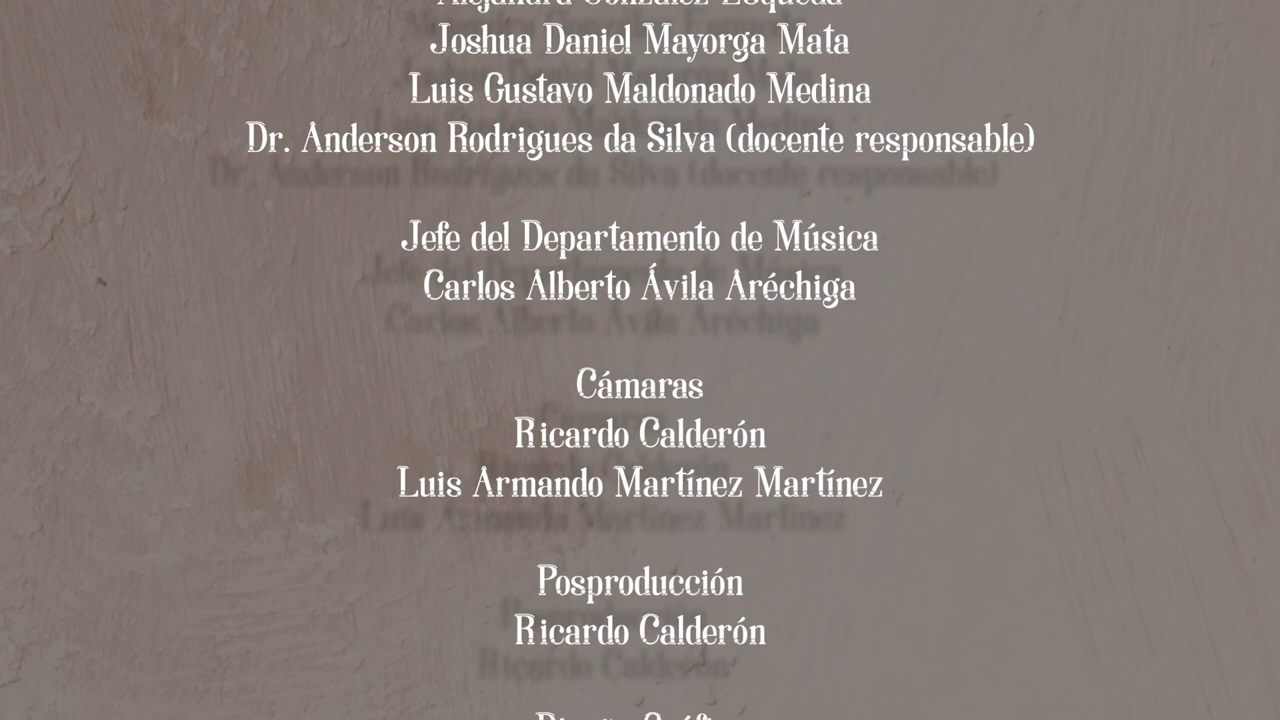 Joshua Daniel Mayorga Mata
Luis Gustavo Maldonado Medina
Dr. Anderson Rodrigues da Silva (docente responsable)
Jefe del Departamento de Música
Carlos Alberto Ávila Aréchiga
Cámaras
Ricardo Calderón
Luis Armando Martínez Martínez
Posproducción
Ricardo Calderón